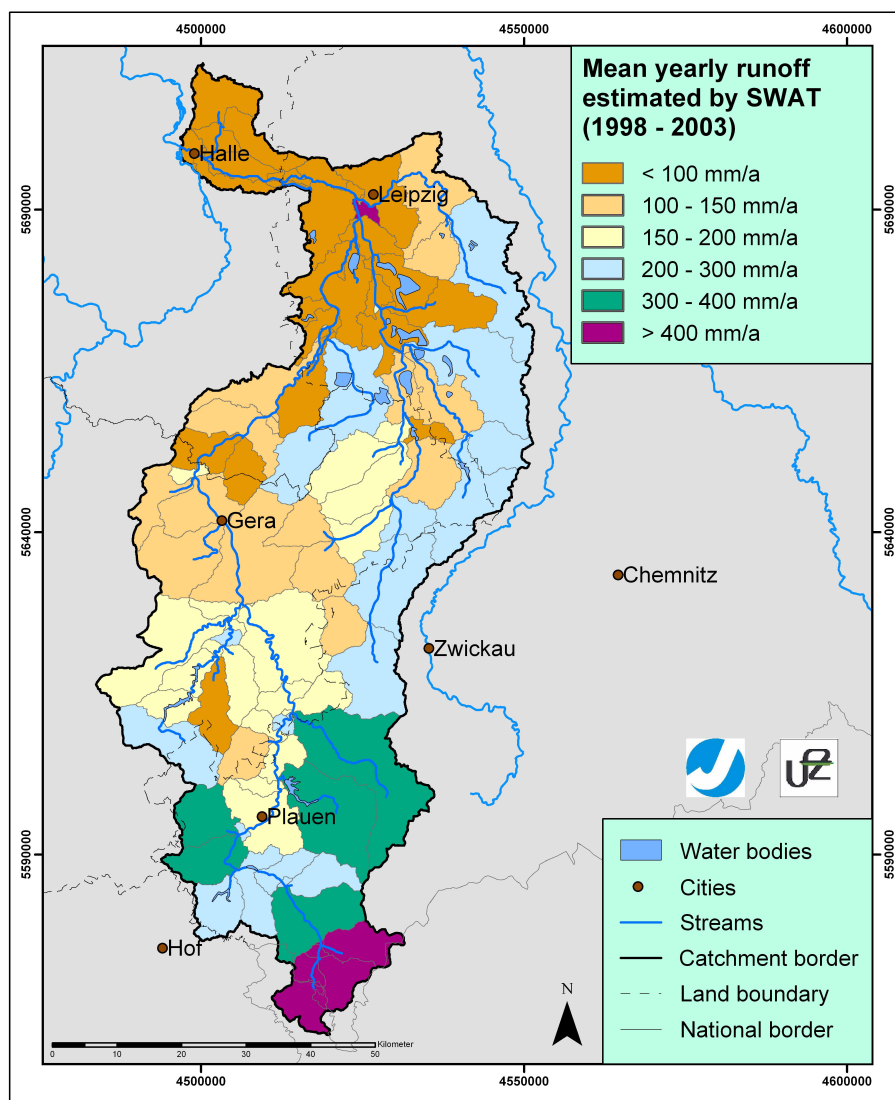 4500000
4550000
4600000
Mean yearly runoff
estimated by SWAT
(1998 - 2003)
< 100 mm/a
100 - 150 mm/a
150 - 200 mm/a
200 - 300 mm/a
300 - 400 mm/a
> 400 mm/a
Halle
Leipzig
5690000
5690000
Gera
5640000
5640000
Chemnitz
Zwickau
UFZ
Plauen
5590000
5590000
Hof
Water bodies
Cities
Streams
Catchment border
Land boundary
National border
N
Kilometer
0 10 20 30 40 50
4500000
4550000
4600000